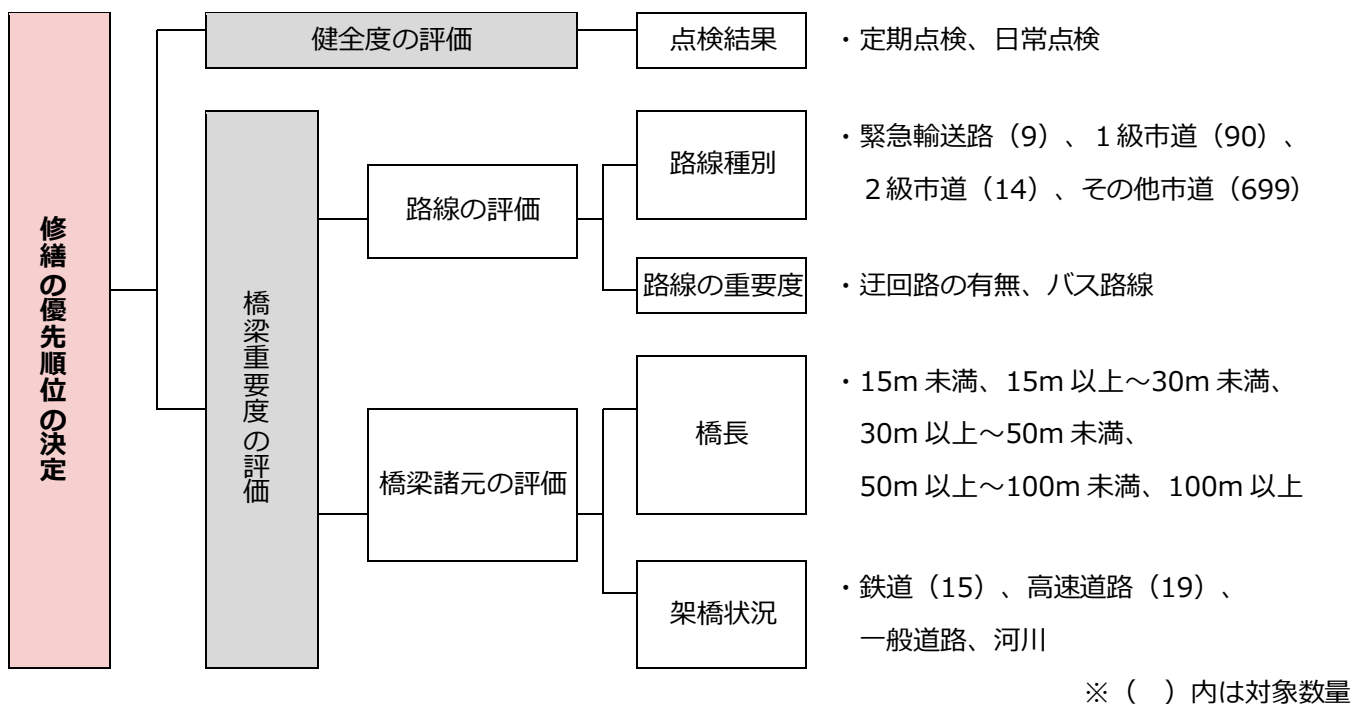 修繕の優先順位の決定
健全度の評価
点検結果
・定期点検、日常点検
橋梁重要度の評価
路線の評価
路線種別
・緊急輸送路（9）、１級市道（90）、
２級市道（14）、その他市道（699）
路線の重要度
・迂回路の有無、バス路線
橋梁諸元の評価
橋長
・15m 未満、15m 以上～30m 未満、
30m 以上～50m 未満、
50m 以上～100m 未満、100m 以上
架橋状況
・鉄道（15）、高速道路（19）、
一般道路、河川
※（　）内は対象数量